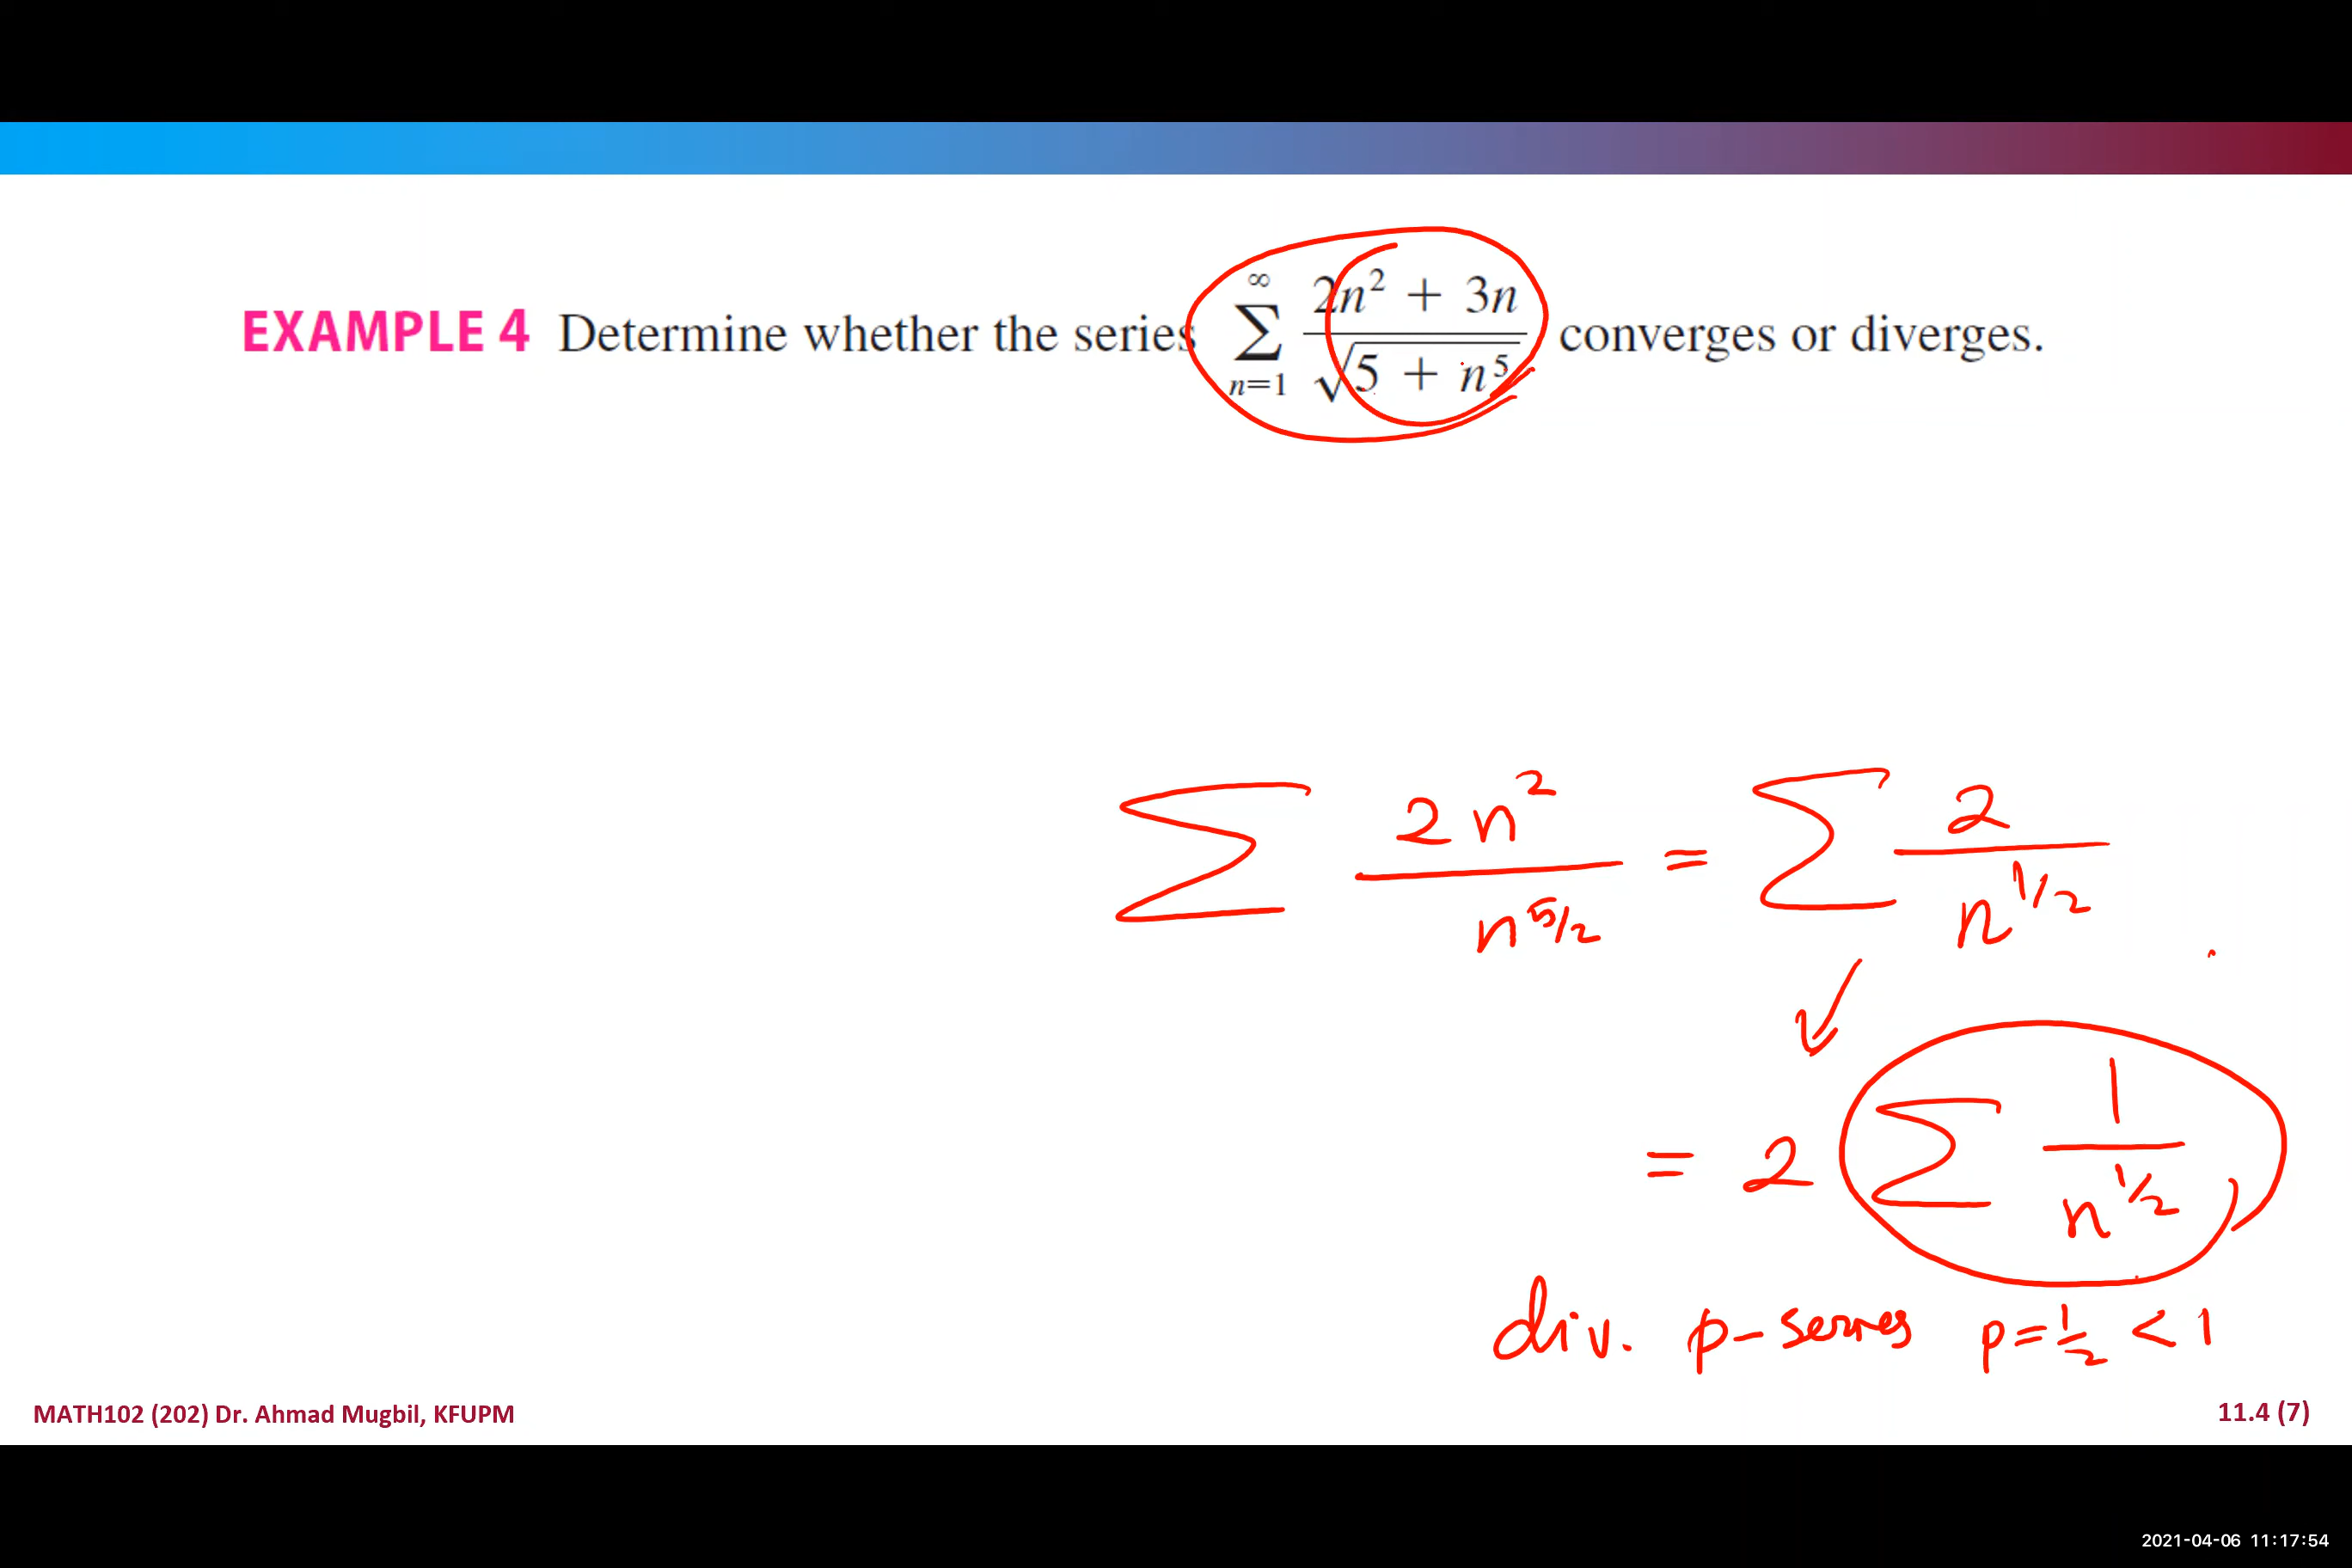 EXAMPLE 4 Determine whether the series ∑_{n=1}^{∞} (2n² + 3n)/√(5 + n⁵) converges or diverges.
∑ 2n²/n^{5/2} = ∑ 2/n^{1/2}
= 2 ∑ 1/n^{1/2}
div. p-series p=1/2 < 1
MATH102 (202) Dr. Ahmad Mugbil, KFUPM
11.4 (7)
2021-04-06 11:17:54